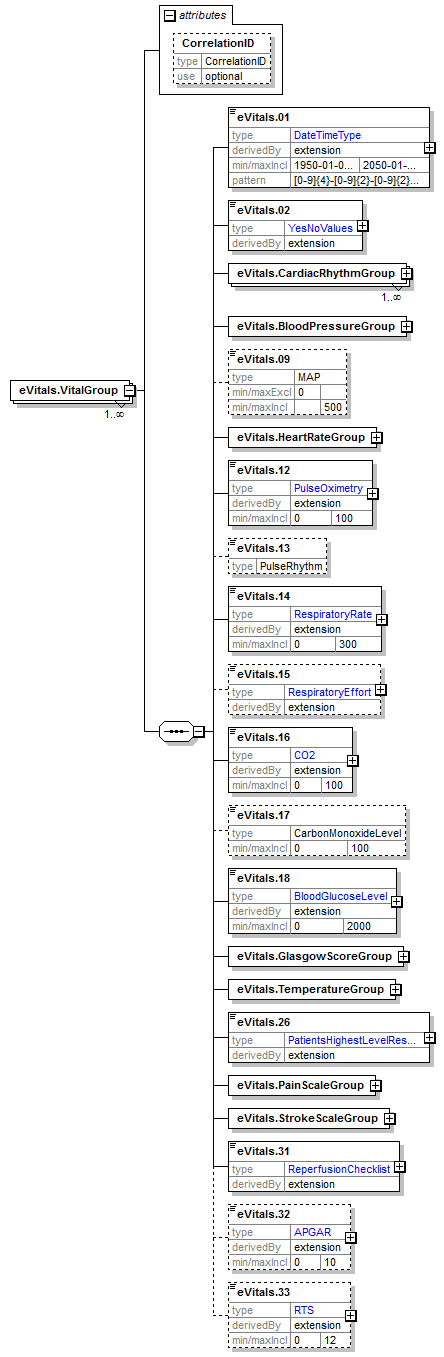 attributes
CorrelationID
type CorrelationID
use optional
eVitals.01
type DateTimeType
derivedBy extension
min/maxIncl 1950-01-0... 2050-01-...
pattern [0-9]{4}-[0-9]{2}-[0-9]{2}...
eVitals.02
type YesNoValues
derivedBy extension
eVitals.CardiacRhythmGroup
1..∞
eVitals.BloodPressureGroup
eVitals.09
type MAP
min/maxExcl 0
min/maxIncl 500
eVitals.VitalGroup
1..∞
eVitals.HeartRateGroup
eVitals.12
type PulseOximetry
derivedBy extension
min/maxIncl 0 100
eVitals.13
type PulseRhythm
eVitals.14
type RespiratoryRate
derivedBy extension
min/maxIncl 0 300
eVitals.15
type RespiratoryEffort
derivedBy extension
eVitals.16
type CO2
derivedBy extension
min/maxIncl 0 100
eVitals.17
type CarbonMonoxideLevel
min/maxIncl 0 100
eVitals.18
type BloodGlucoseLevel
derivedBy extension
min/maxIncl 0 2000
eVitals.GlasgowScoreGroup
eVitals.TemperatureGroup
eVitals.26
type PatientsHighestLevelRes...
derivedBy extension
eVitals.PainScaleGroup
eVitals.StrokeScaleGroup
eVitals.31
type ReperfusionChecklist
derivedBy extension
eVitals.32
type APGAR
derivedBy extension
min/maxIncl 0 10
eVitals.33
type RTS
derivedBy extension
min/maxIncl 0 12